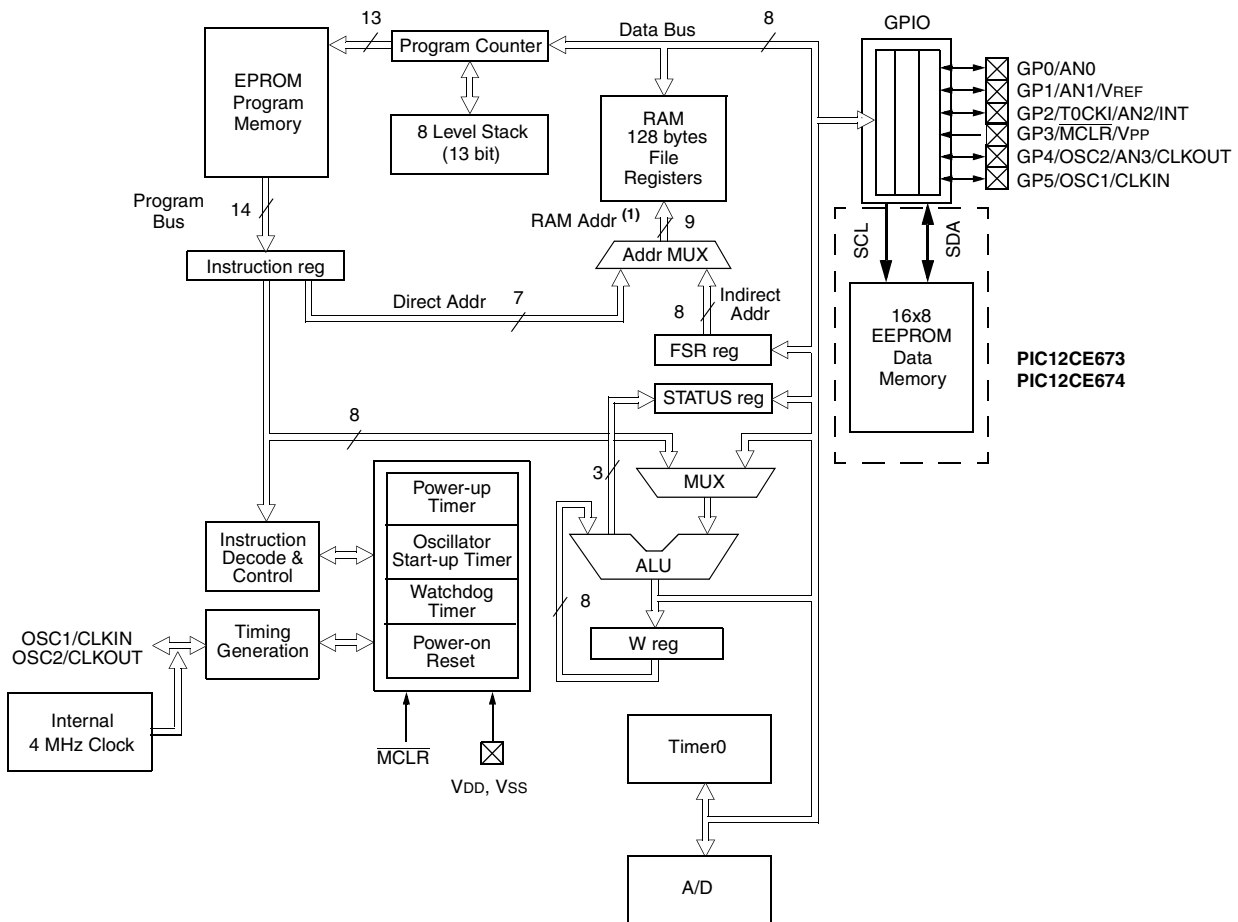 13
Data Bus
8
GPIO
EPROM
Program
Memory
Program Counter
8 Level Stack
(13 bit)
RAM
128 bytes
File
Registers
GP0/AN0
GP1/AN1/VREF
GP2/T0CKI/AN2/INT
GP3/MCLR/VPP
GP4/OSC2/AN3/CLKOUT
GP5/OSC1/CLKIN
Program
Bus
14
RAM Addr (1)
9
SCL
SDA
Instruction reg
Addr MUX
Direct Addr
7
8
Indirect
Addr
16x8
EEPROM
Data
Memory
FSR reg
PIC12CE673
PIC12CE674
STATUS reg
8
3
MUX
Power-up
Timer
Instruction
Decode &
Control
Oscillator
Start-up Timer
ALU
Watchdog
Timer
8
OSC1/CLKIN
OSC2/CLKOUT
Timing
Generation
Power-on
Reset
W reg
Internal
4 MHz Clock
MCLR
VDD, VSS
Timer0
A/D